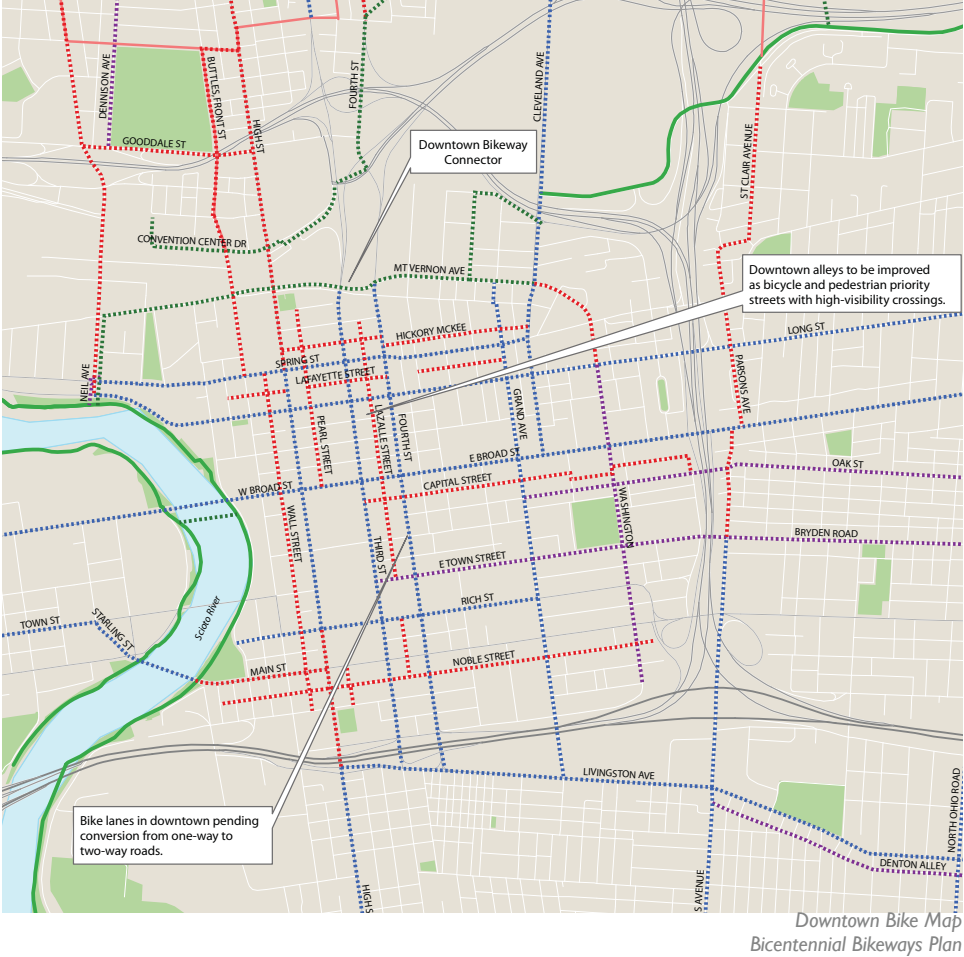 DENNISON AVE
BUTTLES, FRONT ST
HIGH ST
FOURTH ST
CLEVELAND AVE
GOODDALE ST
Downtown Bikeway
Connector
ST CLAIR AVENUE
CONVENTION CENTER DR
MT VERNON AVE
Downtown alleys to be improved
as bicycle and pedestrian priority
streets with high-visibility crossings.
HICKORY MCKEE
LONG ST
SPRING ST
LAFAYETTE STREET
NEIL AVE
PARSONS AVE
PEARL STREET
LAZALLE STREET
FOURTH ST
GRAND AVE
E BROAD ST
OAK ST
CAPITAL STREET
W BROAD ST
WALL STREET
WASHINGTON
BRYDEN ROAD
THIRD ST
E TOWN STREET
RICH ST
Scioto River
TOWN ST
STARLING ST
MAIN ST
NOBLE STREET
LIVINGSTON AVE
NORTH OHIO ROAD
Bike lanes in downtown pending
conversion from one-way to
two-way roads.
DENTON ALLEY
HIGH S
S AVENUE
Downtown Bike Map
Bicentennial Bikeways Plan